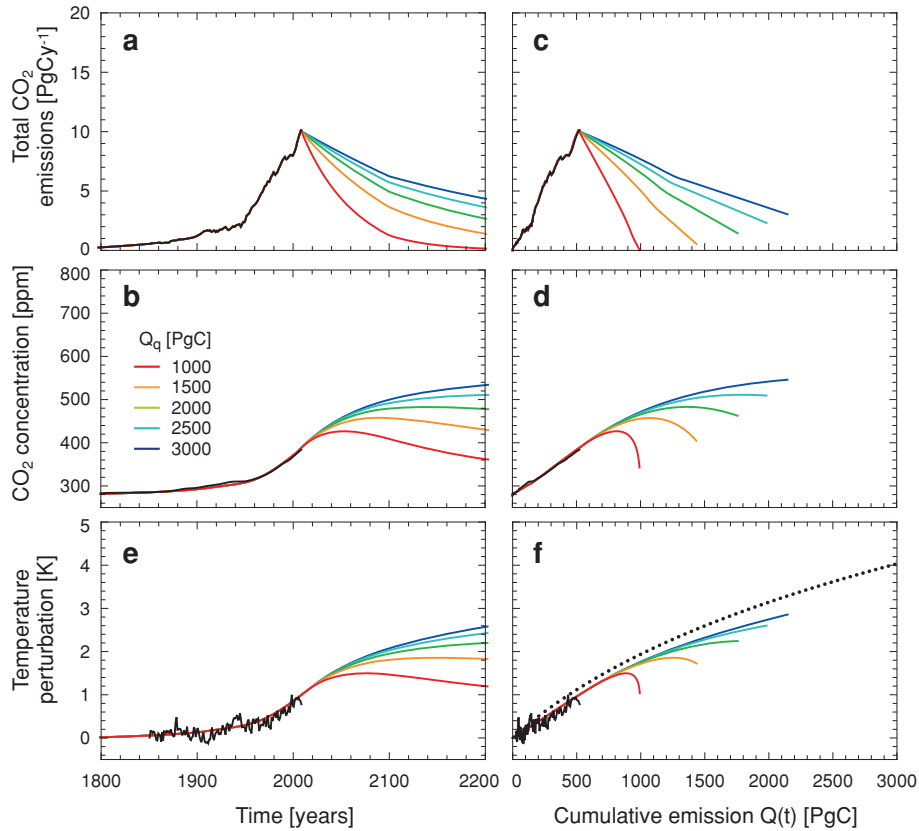 a
c
Total CO2
emissions [PgCy-1]
20
15
10
5
0
b
d
CO2 concentration [ppm]
800
700
600
500
400
300
Qq [PgC]
1000
1500
2000
2500
3000
e
f
Temperature
perturbation [K]
5
4
3
2
1
0
1800 1900 2000 2100 2200
0 500 1000 1500 2000 2500 3000
Time [years]
Cumulative emission Q(t) [PgC]